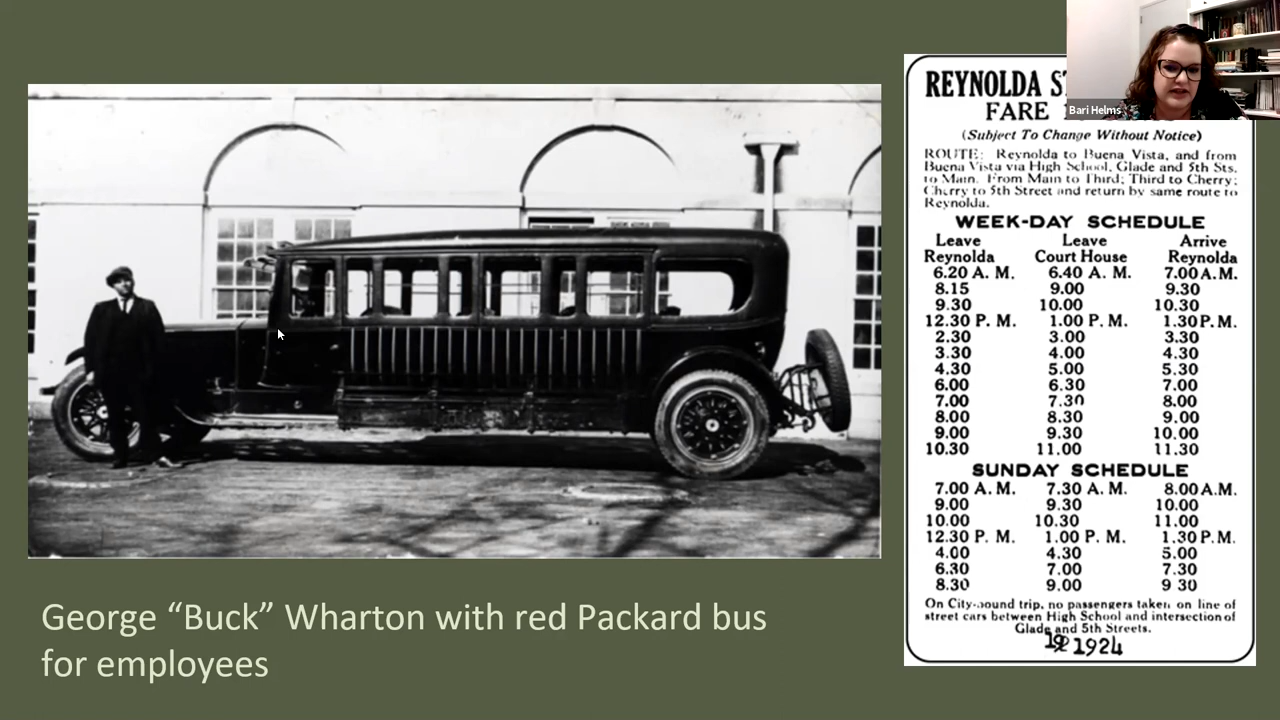 REYNOLDA
FARE
Bari Helms
(Subject To Change Without Notice)
ROUTE: Reynolda to Buena Vista, and from
Buena Vista via High School, Glade and 5th Sts.
to Main. From Main to Third; Third to Cherry;
Cherry to 5th Street and return by same route to
Reynolda.
WEEK-DAY SCHEDULE
Leave Leave Arrive
Reynolda Court House Reynolda
6.20 A. M. 6.40 A. M. 7.00 A.M.
8.15 9.00 9.30
9.30 10.00 10.30
12.30 P. M. 1.00 P. M. 1.30 P.M.
2.30 3.00 3.30
3.30 4.00 4.30
4.30 5.00 5.30
6.00 6.30 7.00
7.00 7.30 8.00
8.00 8.30 9.00
9.00 9.30 10.00
10.30 11.00 11.30
SUNDAY SCHEDULE
7.00 A. M. 7.30 A. M. 8.00 A.M.
9.00 9.30 10.00
10.00 10.30 11.00
12.30 P. M. 1.00 P. M. 1.30 P.M.
4.00 4.30 5.00
6.30 7.00 7.30
8.30 9.00 9 30
On City-bound trip, no passengers taken on line of
street cars between High School and intersection of
Glade and 5th Streets.
1924
George “Buck” Wharton with red Packard bus
for employees